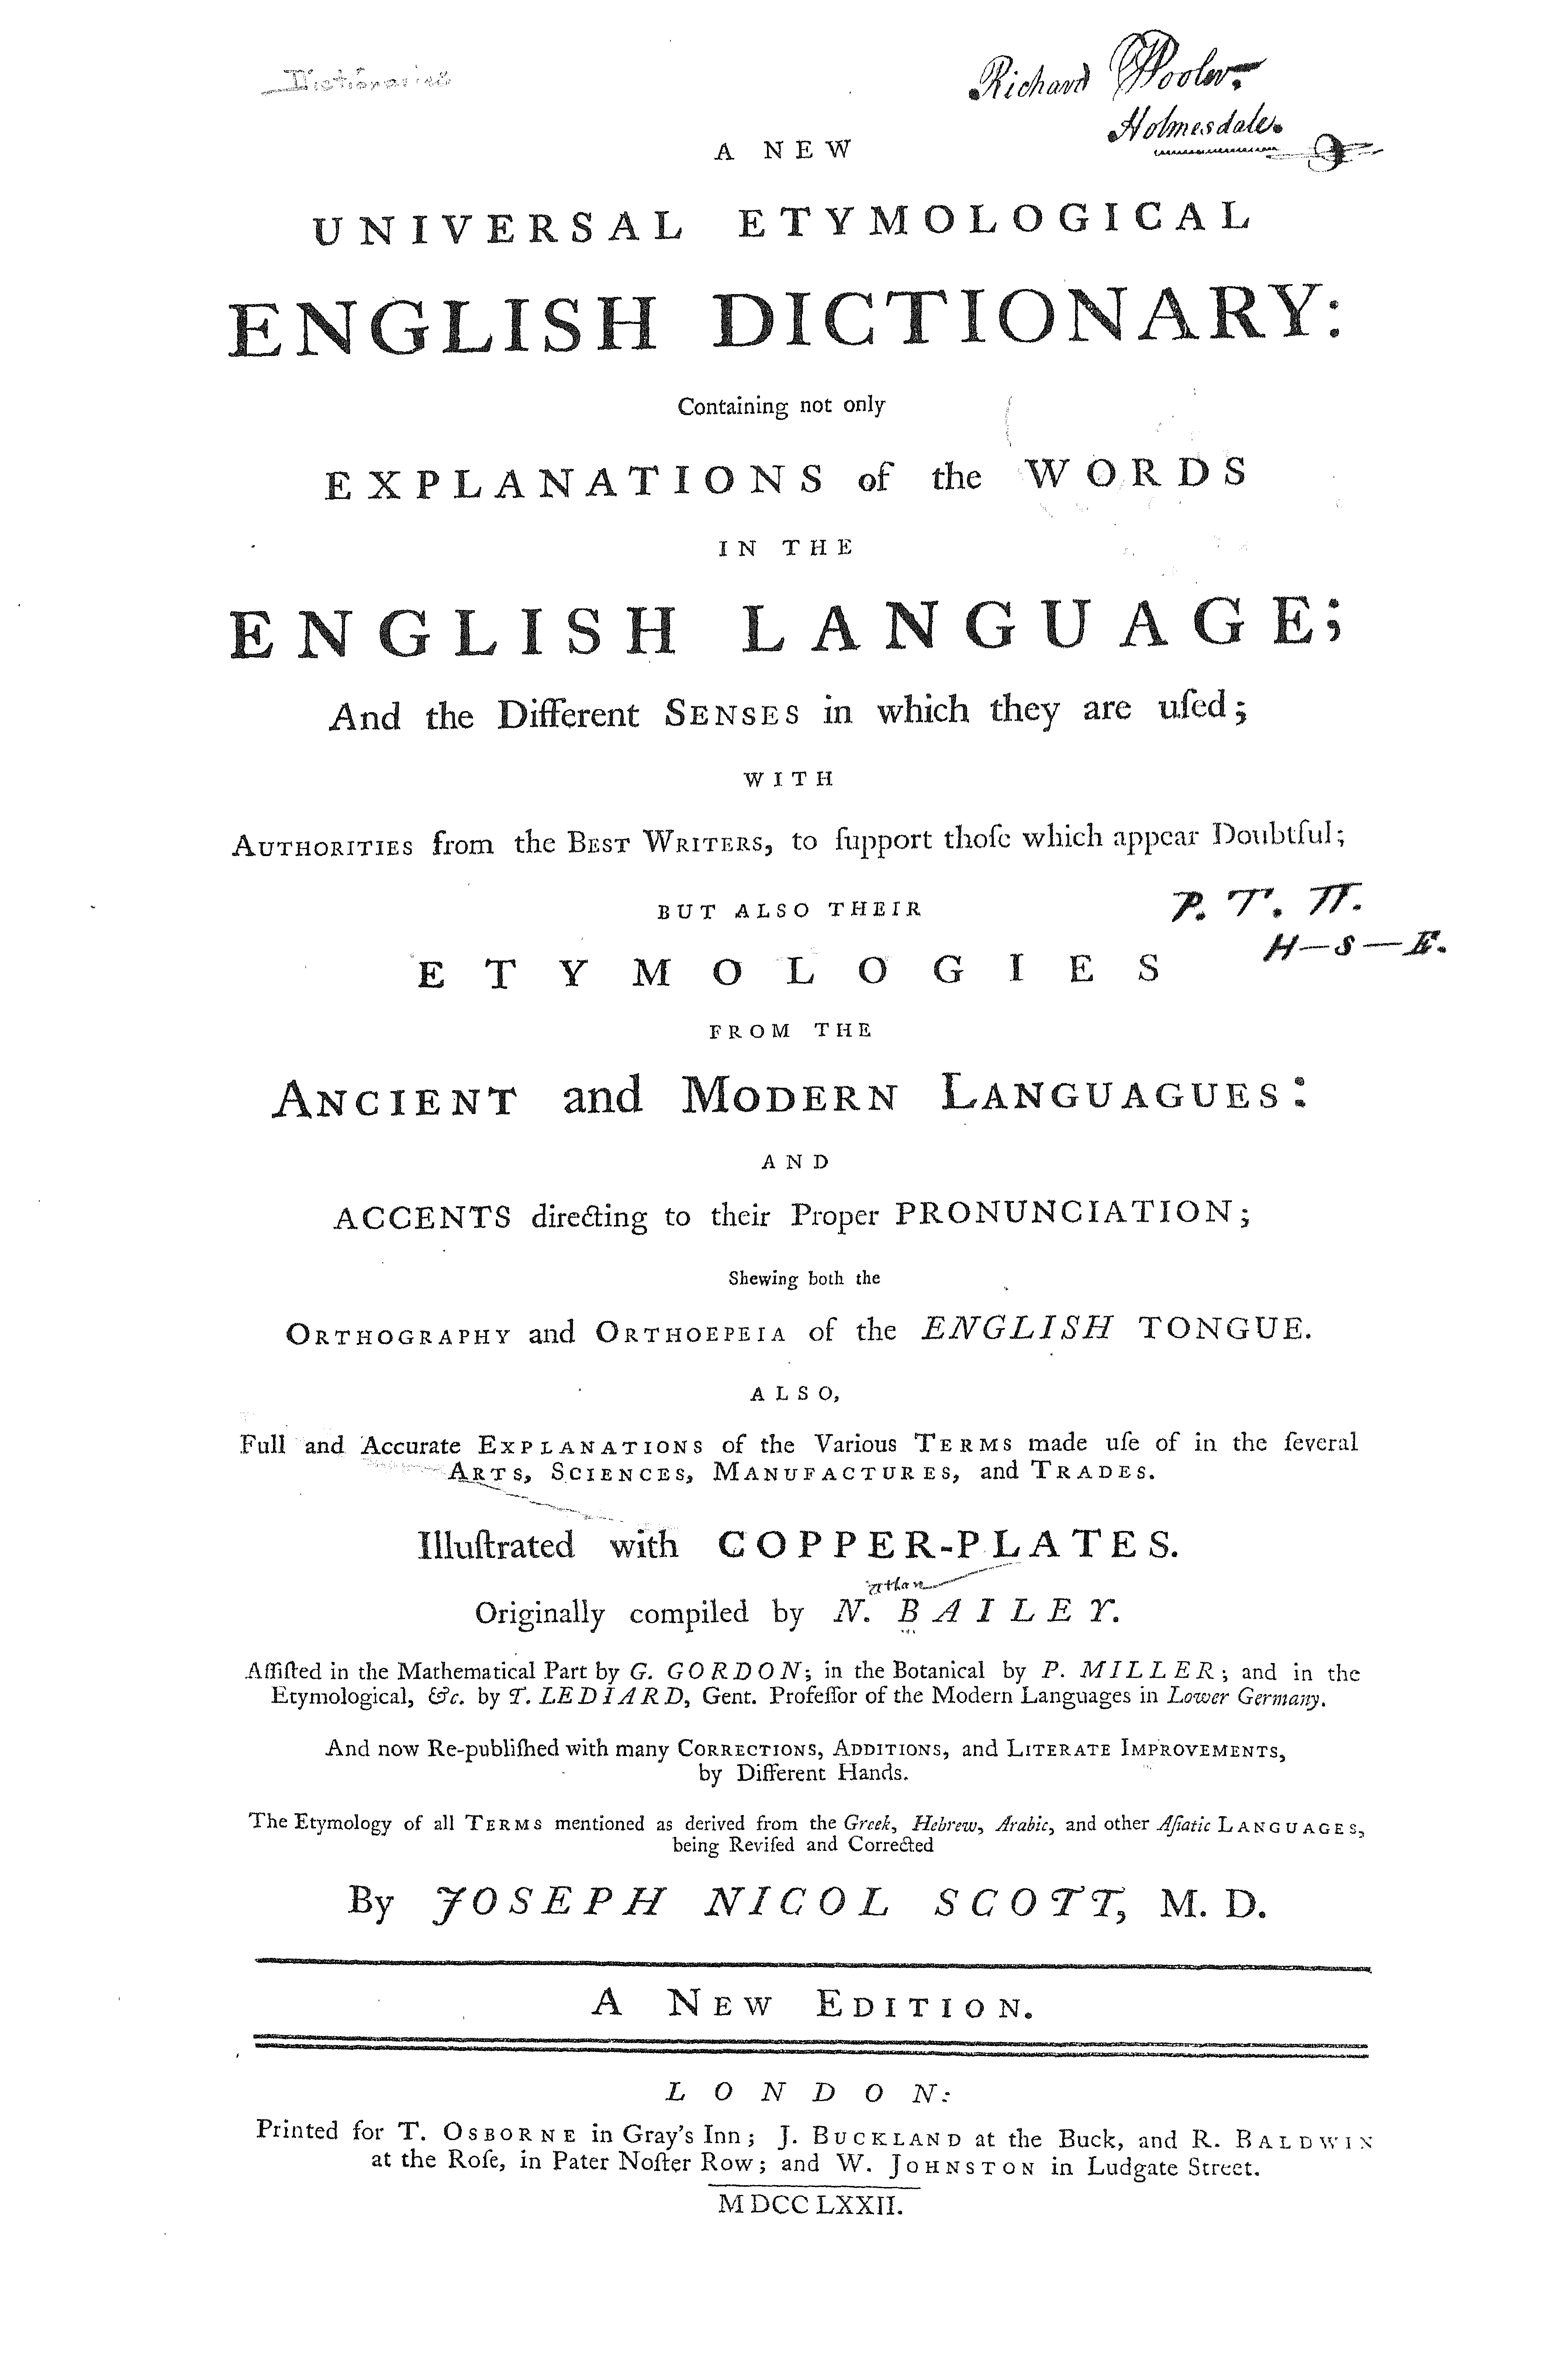 Dictionaries
Richard
Holmesdale.
A NEW
UNIVERSAL ETYMOLOGICAL
ENGLISH DICTIONARY:
Containing not only
EXPLANATIONS of the WORDS
IN THE
ENGLISH LANGUAGE;
And the Different SENSES in which they are uſed;
WITH
AUTHORITIES from the BEST WRITERS, to ſupport thoſe which appear Doubtful;
BUT ALSO THEIR
P. T. π.
ETYMOLOGIES
H—S—E.
FROM THE
ANCIENT and MODERN LANGUAGUES:
AND
ACCENTS directing to their Proper PRONUNCIATION;
Shewing both the
ORTHOGRAPHY and ORTHOEPEIA of the ENGLISH TONGUE.
ALSO,
Full and Accurate EXPLANATIONS of the Various TERMS made uſe of in the ſeveral
ARTS, SCIENCES, MANUFACTURES, and TRADES.
Illuſtrated with COPPER-PLATES.
athan
Originally compiled by N. BAILEY.
Aſſiſted in the Mathematical Part by G. GORDON; in the Botanical by P. MILLER; and in the
Etymological, &c. by T. LEDIARD, Gent. Profeſſor of the Modern Languages in Lower Germany.
And now Re-publiſhed with many CORRECTIONS, ADDITIONS, and LITERATE IMPROVEMENTS,
by Different Hands.
The Etymology of all TERMS mentioned as derived from the Greek, Hebrew, Arabic, and other Aſiatic LANGUAGES,
being Reviſed and Corrected
By JOSEPH NICOL SCOTT, M. D.
A NEW EDITION.
LONDON:
Printed for T. OSBORNE in Gray's Inn; J. BUCKLAND at the Buck, and R. BALDWIN
at the Roſe, in Pater Noſter Row; and W. JOHNSTON in Ludgate Street.
MDCCLXXII.